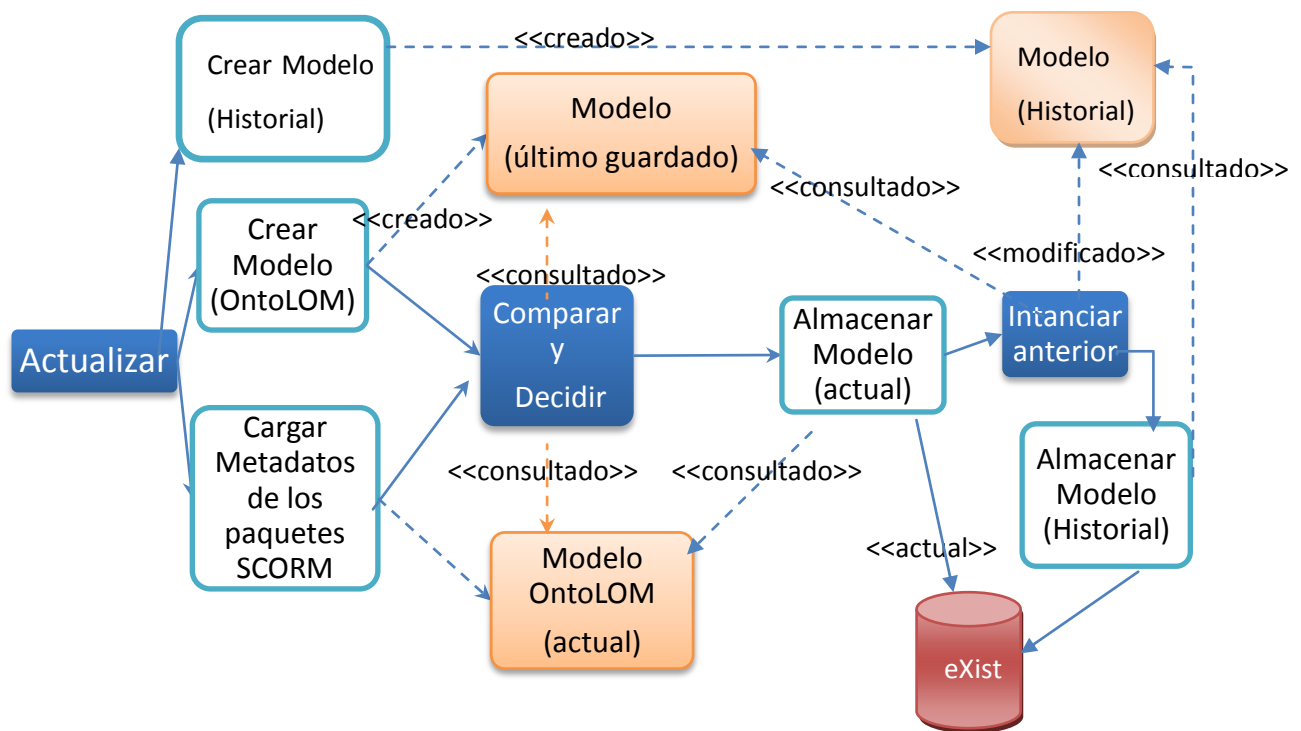 <<creado>>
Crear Modelo
(Historial)
Modelo
(Historial)
Modelo
(último guardado)
<<consultado>>
<<consultado>>
<<creado>>
Crear
Modelo
(OntoLOM)
<<consultado>>
<<modificado>>
Actualizar
Comparar
y
Decidir
Almacenar
Modelo
(actual)
Intanciar
anterior
Cargar
Metadatos
de los
paquetes
SCORM
<<consultado>>
<<consultado>>
Almacenar
Modelo
(Historial)
Modelo
OntoLOM
(actual)
<<actual>>
eXist